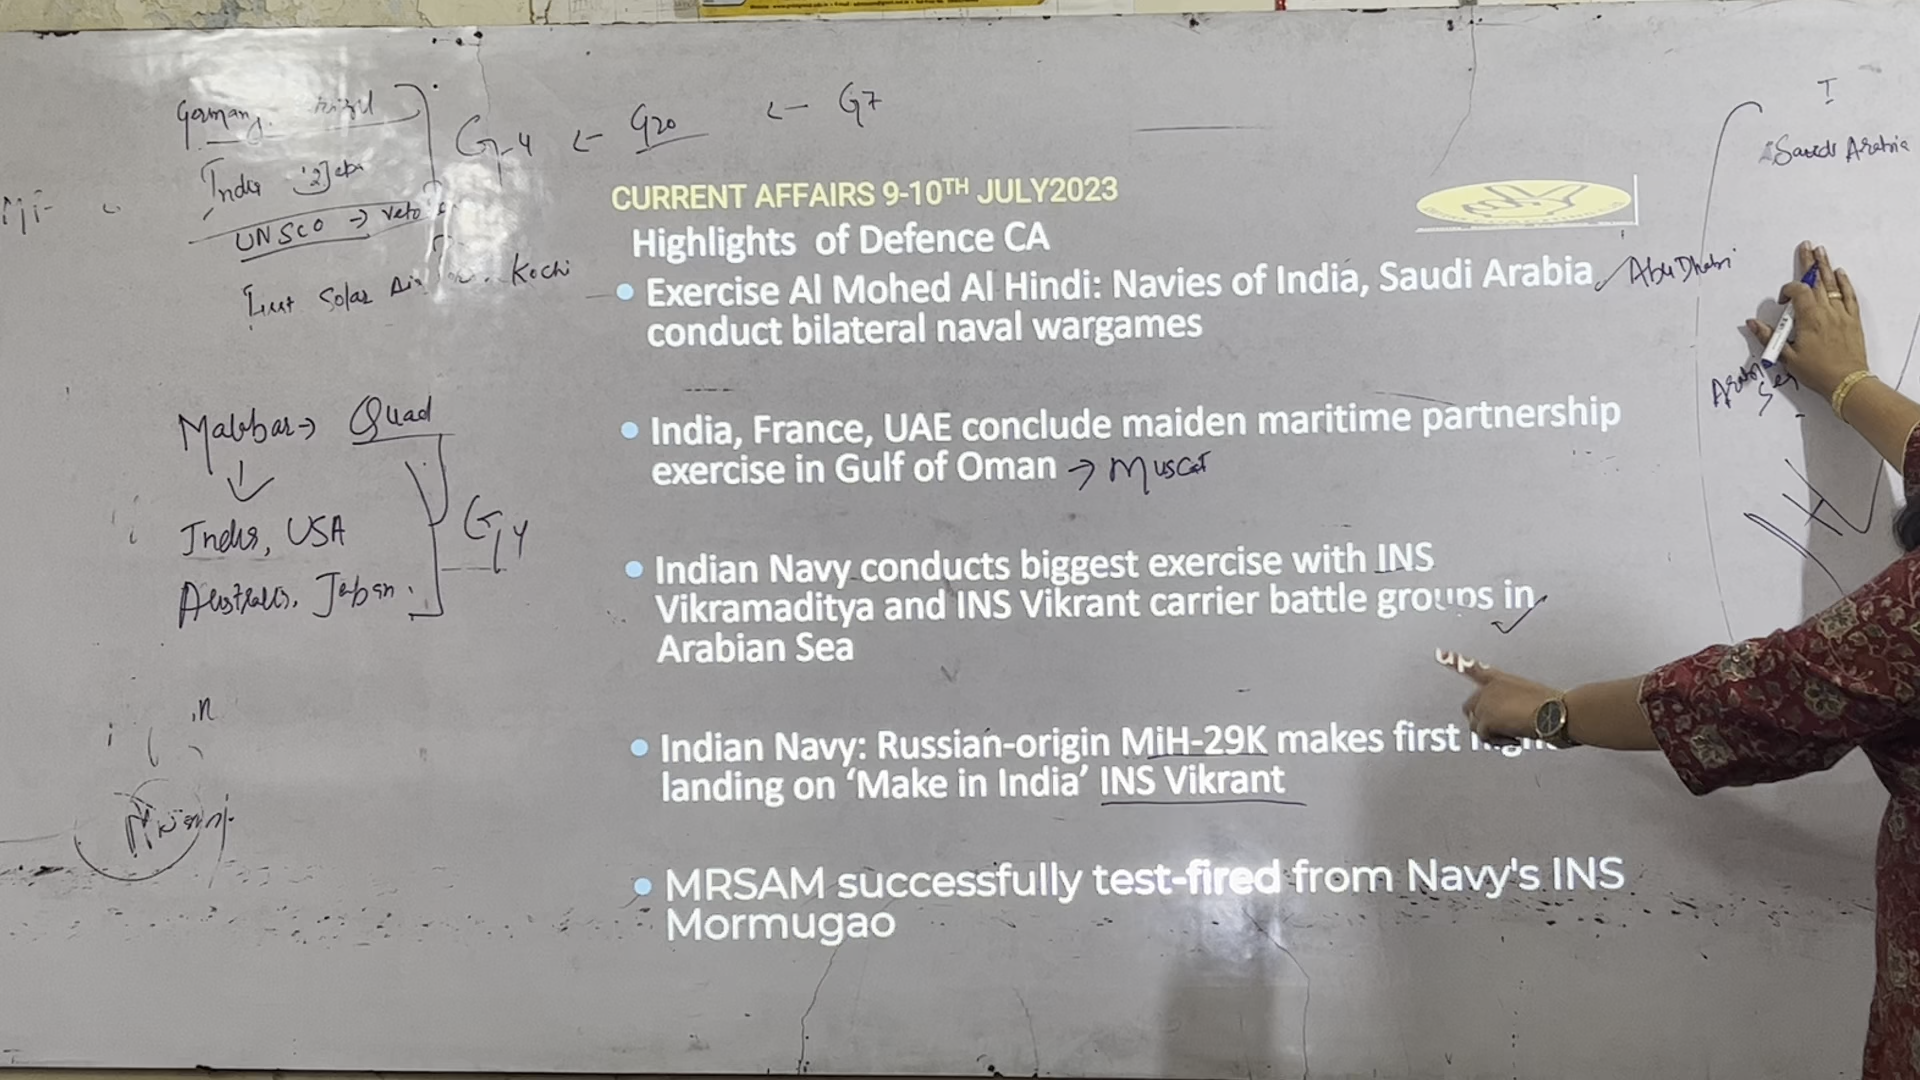 Germany
G-4 ← G20 ← G7
India
UNSCO → veto
Solar Kochi
T
Saudi Arabia
CURRENT AFFAIRS 9-10TH JULY2023
Highlights of Defence CA
• Exercise Al Mohed Al Hindi: Navies of India, Saudi Arabia AbuDhabi
conduct bilateral naval wargames
Malbbar → Quad
• India, France, UAE conclude maiden maritime partnership
exercise in Gulf of Oman → Muscat
India, USA
G4
Japan.
• Indian Navy conducts biggest exercise with INS
Vikramaditya and INS Vikrant carrier battle groups in
Arabian Sea
• Indian Navy: Russian-origin MiH-29K makes first
landing on ‘Make in India’ INS Vikrant
• MRSAM successfully test-fired from Navy's INS
Mormugao